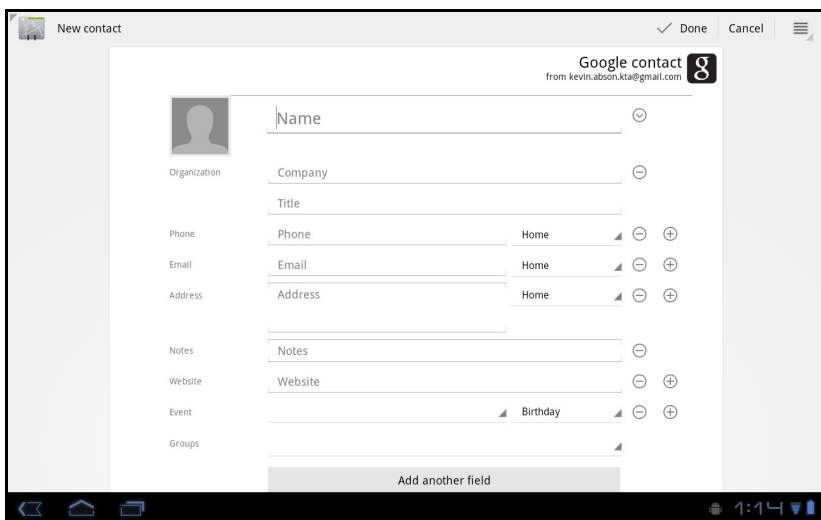 New contact
Done
Cancel
Google contact
g
from kevin.abson.kta@gmail.com
Name
Organization
Company
Title
Phone
Phone
Home
Email
Email
Home
Address
Address
Home
Notes
Notes
Website
Website
Event
Birthday
Groups
Add another field
1:14